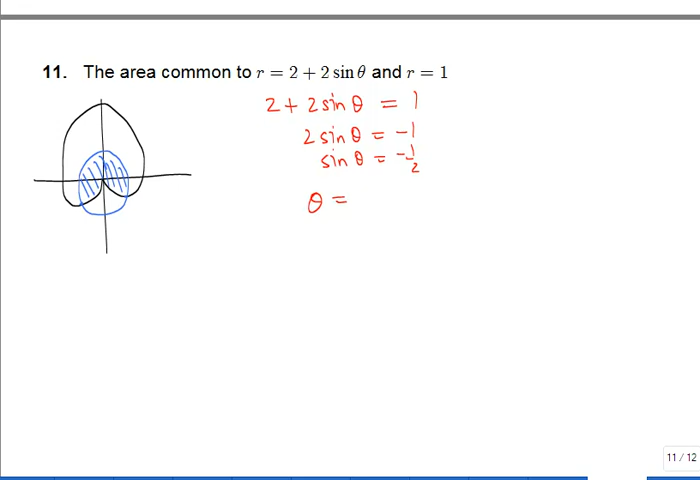 11. The area common to r = 2 + 2 sin θ and r = 1
2 + 2 sin θ = 1
2 sin θ = -1
sin θ = -1/2
θ =
11 / 12